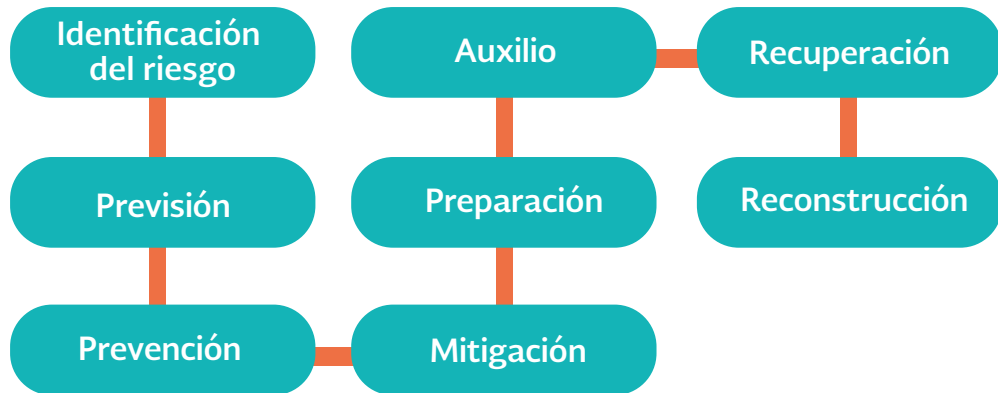 Identificación
del riesgo
Previsión
Prevención
Mitigación
Preparación
Auxilio
Recuperación
Reconstrucción